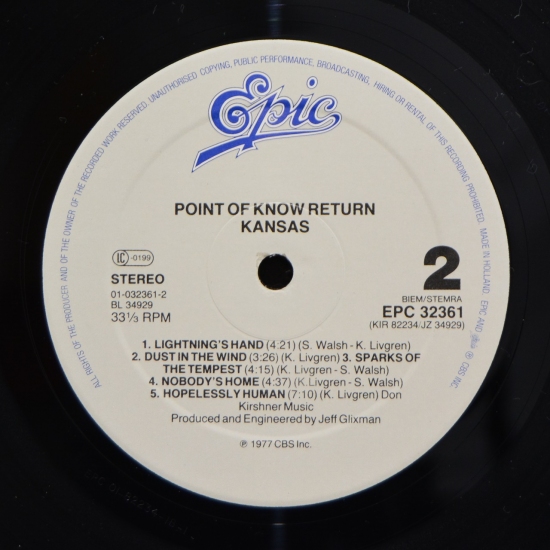 ALL RIGHTS OF THE PRODUCER AND OF THE OWNER OF THE RECORDED WORK RESERVED. UNAUTHORISED COPYING, PUBLIC PERFORMANCE, BROADCASTING, HIRING OR RENTAL OF THIS RECORDING PROHIBITED. MADE IN HOLLAND. EPIC AND ℗ CBS INC.
Epic
POINT OF KNOW RETURN
KANSAS
IC -0199
STEREO
01-032361-2
BL 34929
33⅓ RPM
2
BIEM/STEMRA
EPC 32361
(KIR 82234/JZ 34929)
1. LIGHTNING'S HAND (4:21) (S. Walsh - K. Livgren)
2. DUST IN THE WIND (3:26) (K. Livgren) 3. SPARKS OF
THE TEMPEST (4:15) (K. Livgren - S. Walsh)
4. NOBODY'S HOME (4:37) (K. Livgren - S. Walsh)
5. HOPELESSLY HUMAN (7:10) (K. Livgren) Don
Kirshner Music
Produced and Engineered by Jeff Glixman
℗ 1977 CBS Inc.